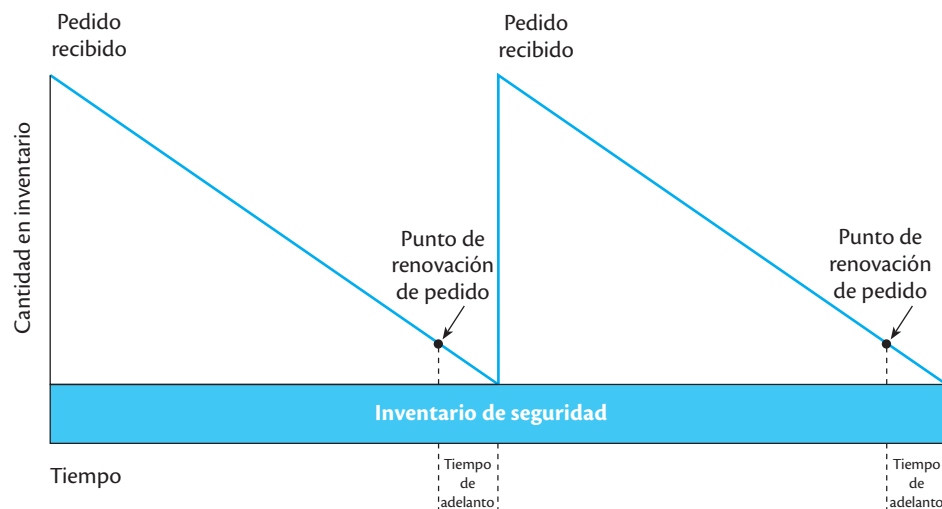 Pedido
recibido
Pedido
recibido
Cantidad en inventario
Punto de
renovación
de pedido
Punto de
renovación
de pedido
Inventario de seguridad
Tiempo
Tiempo
de
adelanto
Tiempo
de
adelanto